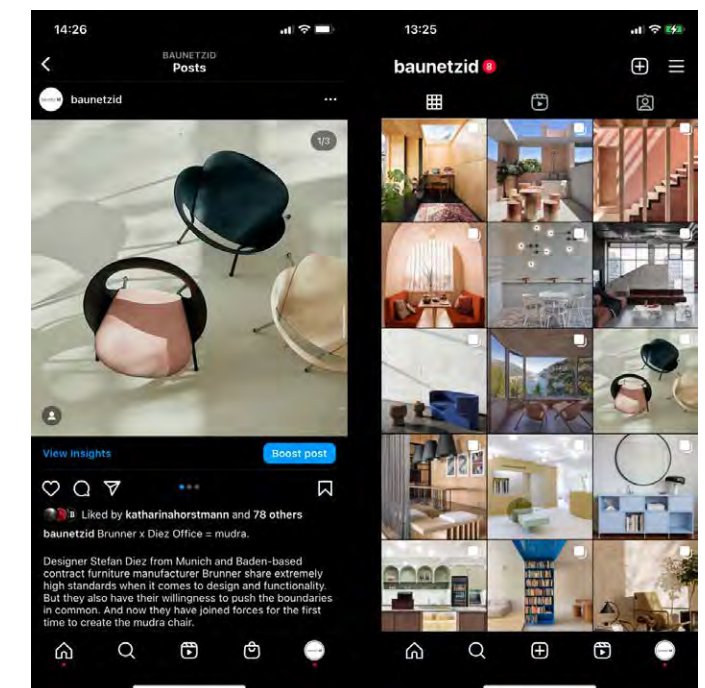 14:26
BAUNETZID
Posts
baunetzid
1/3
View Insights
Boost post
Liked by katharinahorstmann and 78 others
baunetzid Brunner x Diez Office = mudra.
Designer Stefan Diez from Munich and Baden-based
contract furniture manufacturer Brunner share extremely
high standards when it comes to design and functionality.
But they also have their willingness to push the boundaries
in common. And now they have joined forces for the first
time to create the mudra chair.
13:25
baunetzid 8